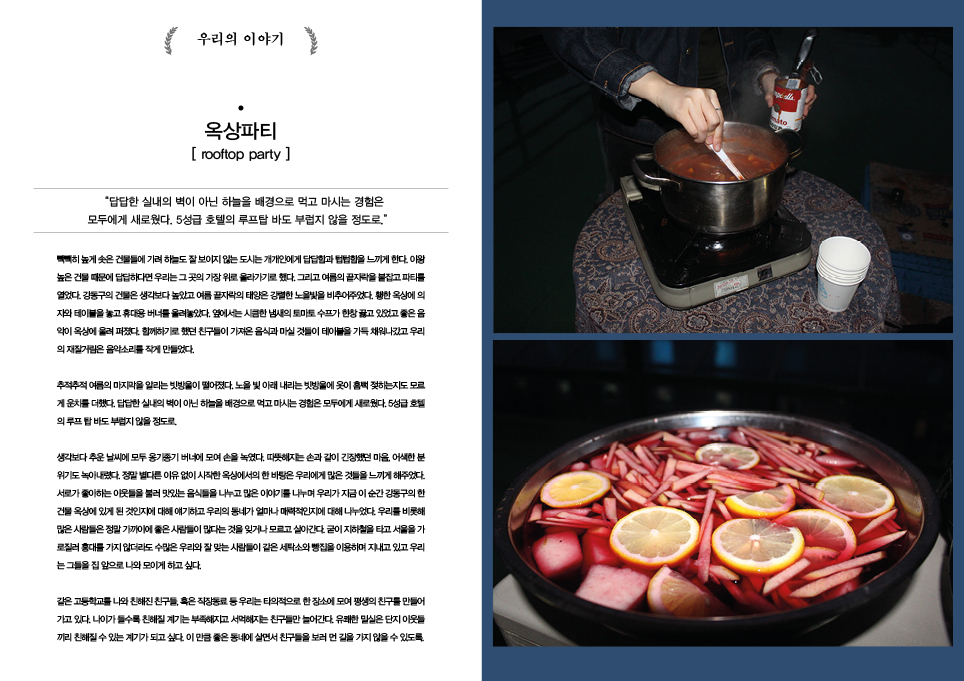 우리의 이야기
옥상파티
[ rooftop party ]
“답답한 실내의 벽이 아닌 하늘을 배경으로 먹고 마시는 경험은
모두에게 새로웠다. 5성급 호텔의 루프탑 바도 부럽지 않을 정도로.”
빽빽히 높게 솟은 건물들에 가려 하늘도 잘 보이지 않는 도시는 개개인에게 답답함과 텁텁함을 느끼게 한다. 이왕
높은 건물 때문에 답답하다면 우리는 그 곳의 가장 위로 올라가기로 했다. 그리고 여름의 끝자락을 붙잡고 파티를
열었다. 강동구의 건물은 생각보다 높았고 여름 끝자락의 태양은 강렬한 노을빛을 비추어주었다. 휑한 옥상에 의
자와 테이블을 놓고 휴대용 버너를 올려놓았다. 옆에서는 시큼한 냄새의 토마토 수프가 한창 끓고 있었고 좋은 음
악이 옥상에 울려 퍼졌다. 함께하기로 했던 친구들이 가져온 음식과 마실 것들이 테이블을 가득 채워나갔고 우리
의 재잘거림은 음악소리를 작게 만들었다.
추적추적 여름의 마지막을 알리는 빗방울이 떨어졌다. 노을 빛 아래 내리는 빗방울에 옷이 흠뻑 젖하는지도 모르
게 운치를 더했다. 답답한 실내의 벽이 아닌 하늘을 배경으로 먹고 마시는 경험은 모두에게 새로웠다. 5성급 호텔
의 루프 탑 바도 부럽지 않을 정도로.
생각보다 추운 날씨에 모두 옹기종기 버너에 모여 손을 녹였다. 따뜻해지는 손과 같이 긴장했던 마음, 어색한 분
위기도 녹아내렸다. 정말 별다른 이유 없이 시작한 옥상에서의 한 바탕은 우리에게 많은 것들을 느끼게 해주었다.
서로가 좋아하는 이웃들을 불러 맛있는 음식들을 나누고 많은 이야기를 나누며 우리가 지금 이 순간 강동구의 한
건물 옥상에 있게 된 것인지에 대해 얘기하고 우리의 동네가 얼마나 매력적인지에 대해 나누었다. 우리를 비롯해
많은 사람들은 정말 가까이에 좋은 사람들이 많다는 것을 잊거나 모르고 살아간다. 굳이 지하철을 타고 서울을 가
로질러 홍대를 가지 않더라도 수많은 우리와 잘 맞는 사람들이 같은 세탁소와 빵집을 이용하며 지내고 있고 우리
는 그들을 집 앞으로 나와 모이게 하고 싶다.
같은 고등학교를 나와 친해진 친구들, 혹은 직장동료 등 우리는 타의적으로 한 장소에 모여 평생의 친구를 만들어
가고 있다. 나이가 들수록 친해질 계기는 부족해지고 서먹해지는 친구들만 늘어간다. 유쾌한 밀실은 단지 이웃들
끼리 친해질 수 있는 계기가 되고 싶다. 이 만큼 좋은 동네에 살면서 친구들을 보러 먼 길을 가지 않을 수 있도록.